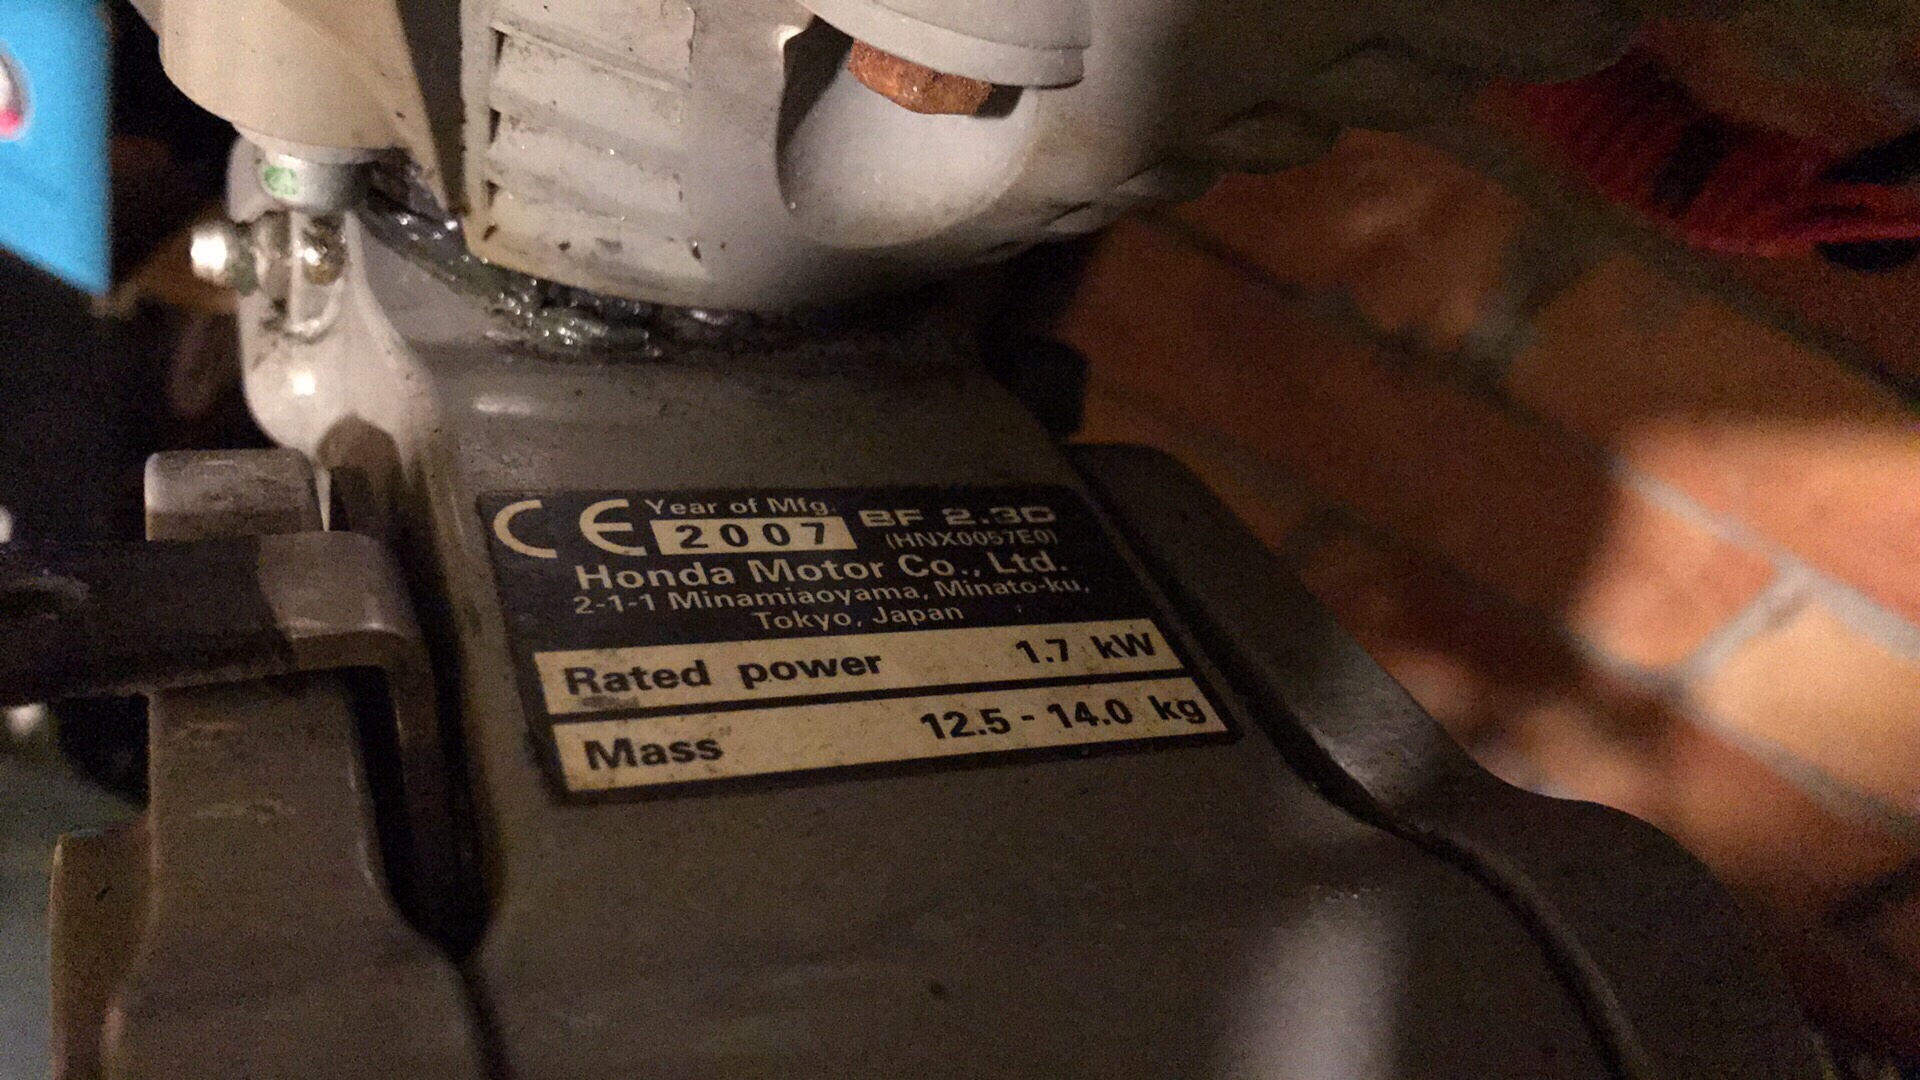 CE Year of Mfg. BF 2.3D
2007 (HNX0057E0)
Honda Motor Co., Ltd.
2-1-1 Minamiaoyama, Minato-ku,
Tokyo, Japan
Rated power 1.7 kW
Mass 12.5 - 14.0 kg